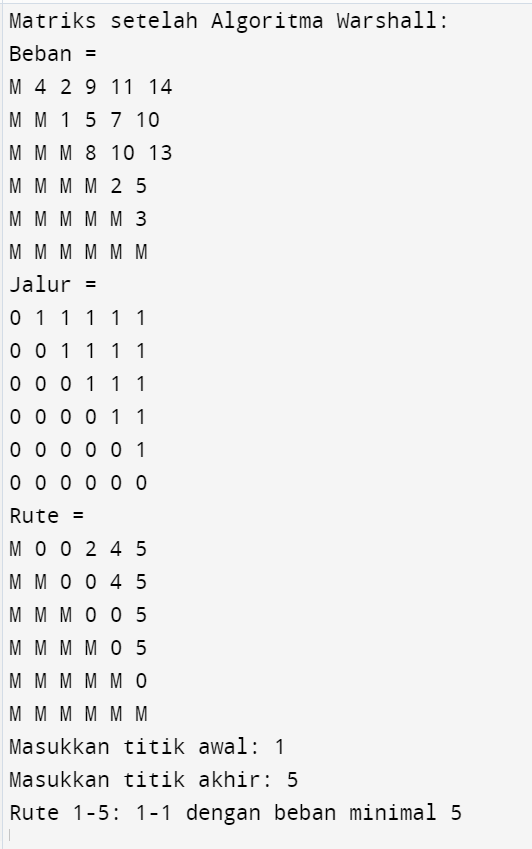 Matriks setelah Algoritma Warshall:
Beban =
M 4 2 9 11 14
M M 1 5 7 10
M M M 8 10 13
M M M M 2 5
M M M M M 3
M M M M M M
Jalur =
0 1 1 1 1 1
0 0 1 1 1 1
0 0 0 1 1 1
0 0 0 0 1 1
0 0 0 0 0 1
0 0 0 0 0 0
Rute =
M 0 0 2 4 5
M M 0 0 4 5
M M M 0 0 5
M M M M 0 5
M M M M M 0
M M M M M M
Masukkan titik awal: 1
Masukkan titik akhir: 5
Rute 1-5: 1-1 dengan beban minimal 5